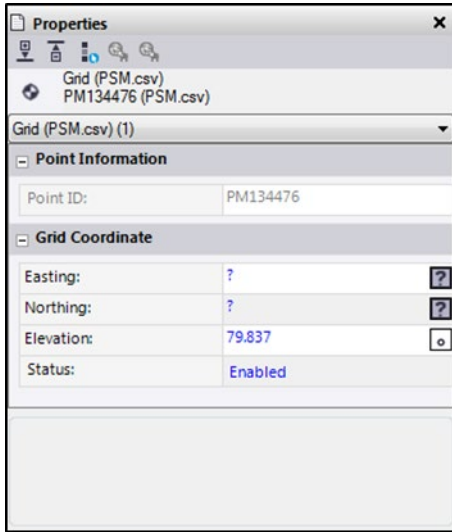 Properties
Grid (PSM.csv)
PM134476 (PSM.csv)
Grid (PSM.csv) (1)
Point Information
Point ID: PM134476
Grid Coordinate
Easting: ? ?
Northing: ? ?
Elevation: 79.837
Status: Enabled